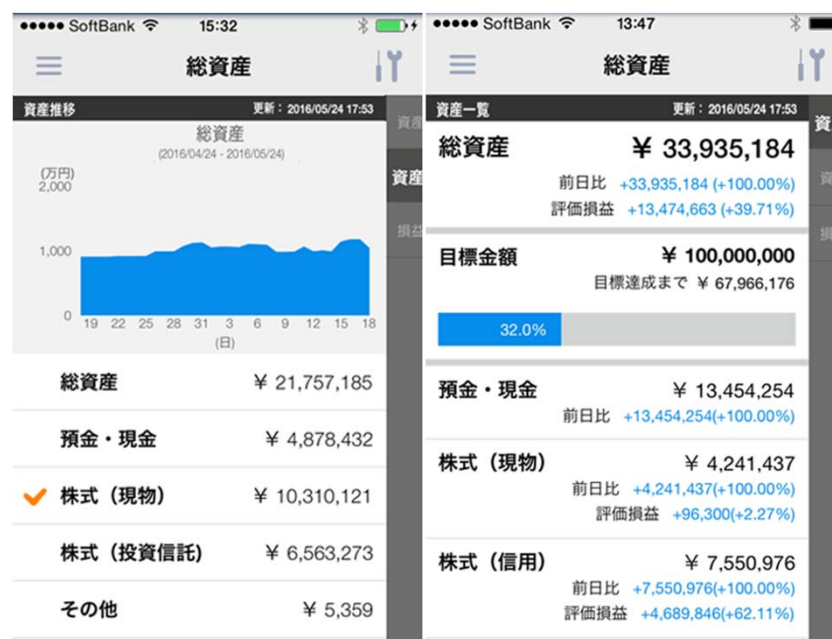 ●●●●● SoftBank 15:32
総資産
資産推移 更新：2016/05/24 17:53
総資産
(2016/04/24 - 2016/05/24)
(万円)
2,000
1,000
0
19 22 25 28 31 3 6 9 12 15 18
(日)
総資産 ¥ 21,757,185
預金・現金 ¥ 4,878,432
株式（現物） ¥ 10,310,121
株式（投資信託) ¥ 6,563,273
その他 ¥ 5,359
資産
資産
損益
●●●●● SoftBank 13:47
総資産
資産一覧 更新：2016/05/24 17:53
総資産 ¥ 33,935,184
前日比 +33,935,184 (+100.00%)
評価損益 +13,474,663 (+39.71%)
目標金額 ¥ 100,000,000
目標達成まで ¥ 67,966,176
32.0%
預金・現金 ¥ 13,454,254
前日比 +13,454,254(+100.00%)
株式（現物） ¥ 4,241,437
前日比 +4,241,437(+100.00%)
評価損益 +96,300(+2.27%)
株式（信用） ¥ 7,550,976
前日比 +7,550,976(+100.00%)
評価損益 +4,689,846(+62.11%)
資
資
損